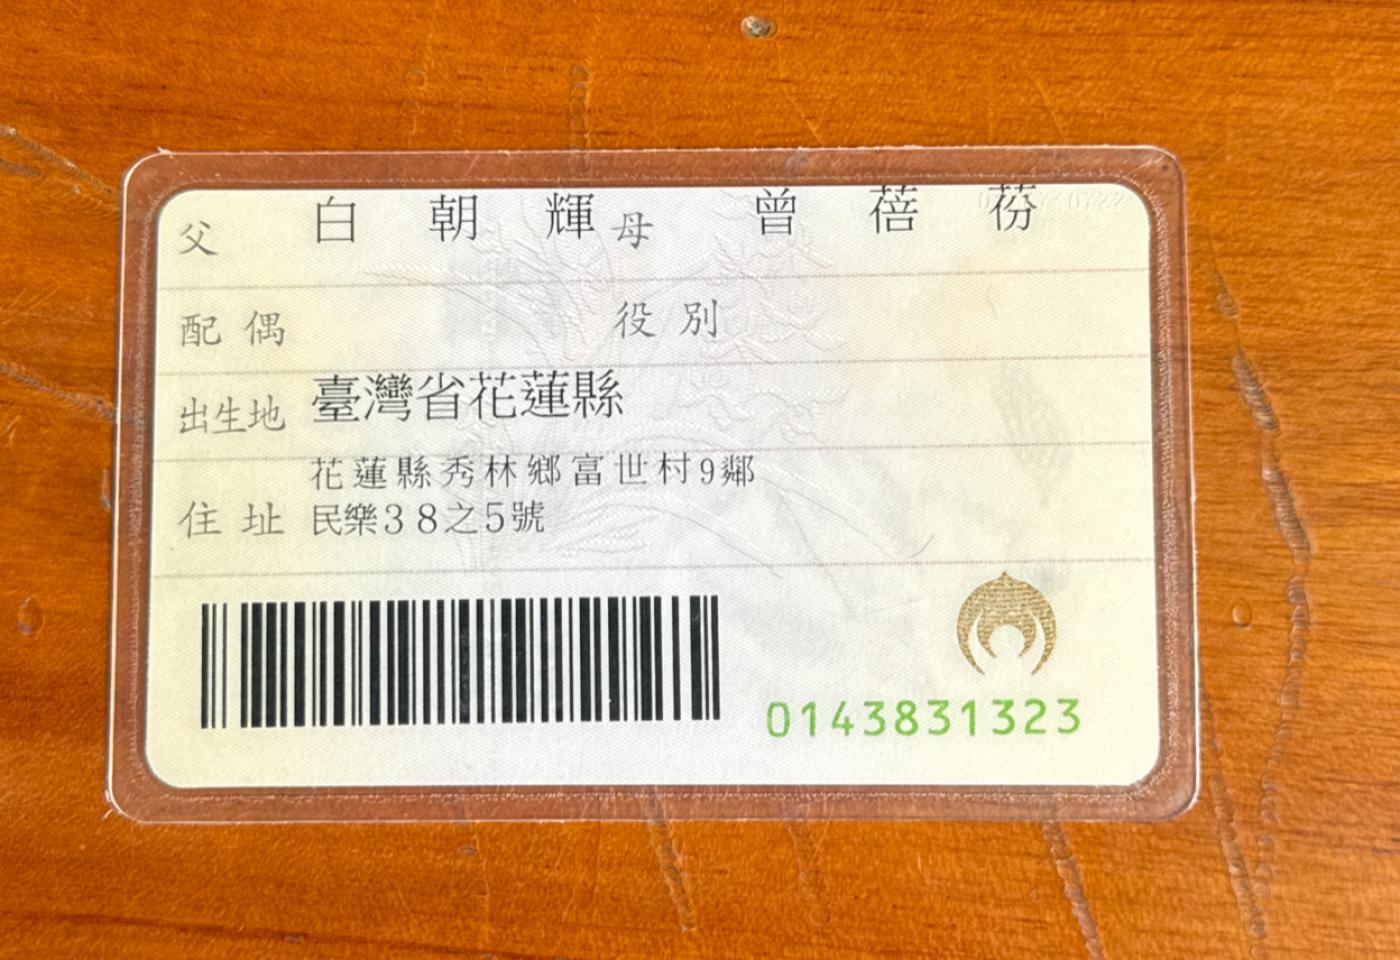 父 白朝輝 母 曾蓓芬
配偶 役別
出生地 臺灣省花蓮縣
花蓮縣秀林鄉富世村9鄰
住址 民樂38之5號
0143831323